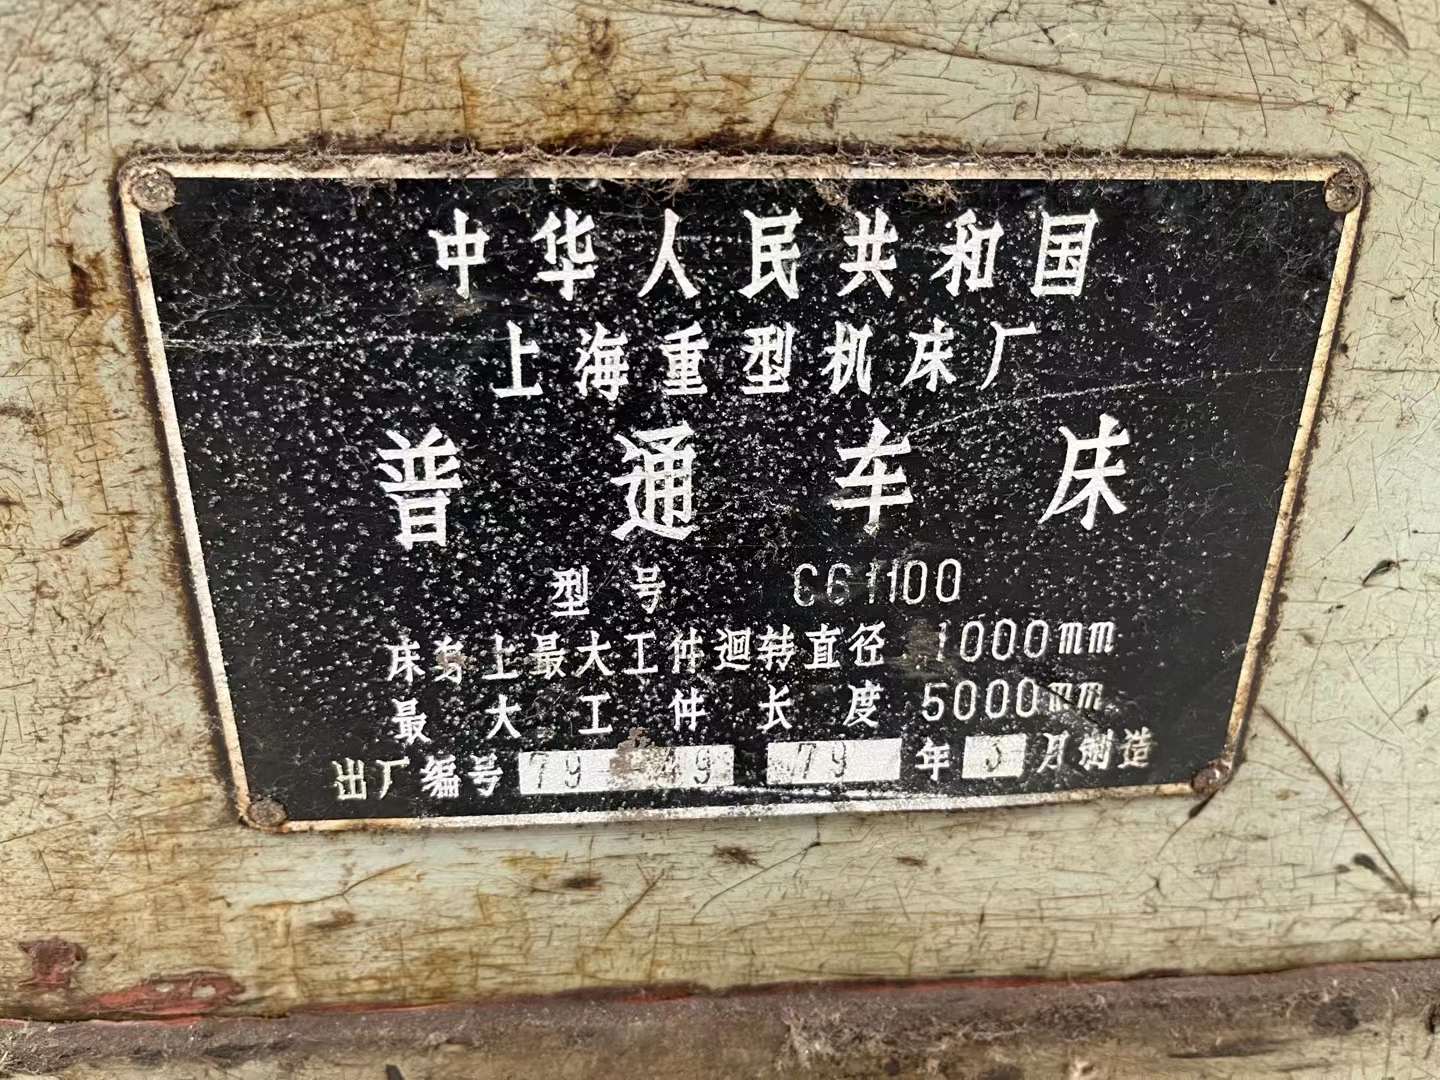 中华人民共和国
上海重型机床厂
普通车床
型号 C61100
床身上最大工件迴转直径 1000mm
最大工件长度 5000mm
出厂编号 79 49 79 年 3 月制造